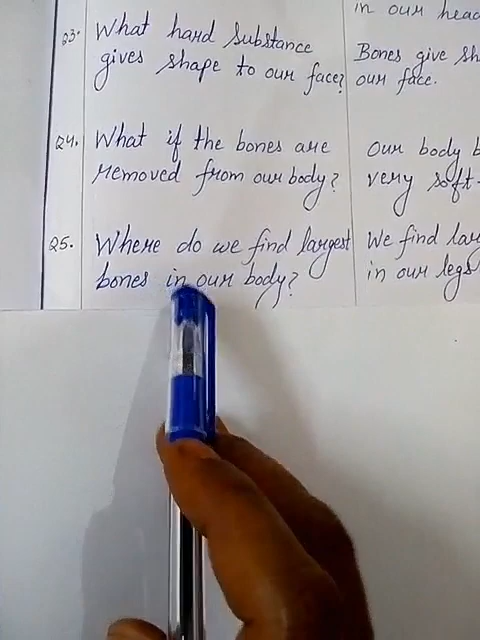 in our head
23. What hard substance
gives shape to our face?
Bones give
our face.
24. What if the bones are
removed from our body?
Our body
very soft.
25. Where do we find largest
bones in our body?
We find
in our legs